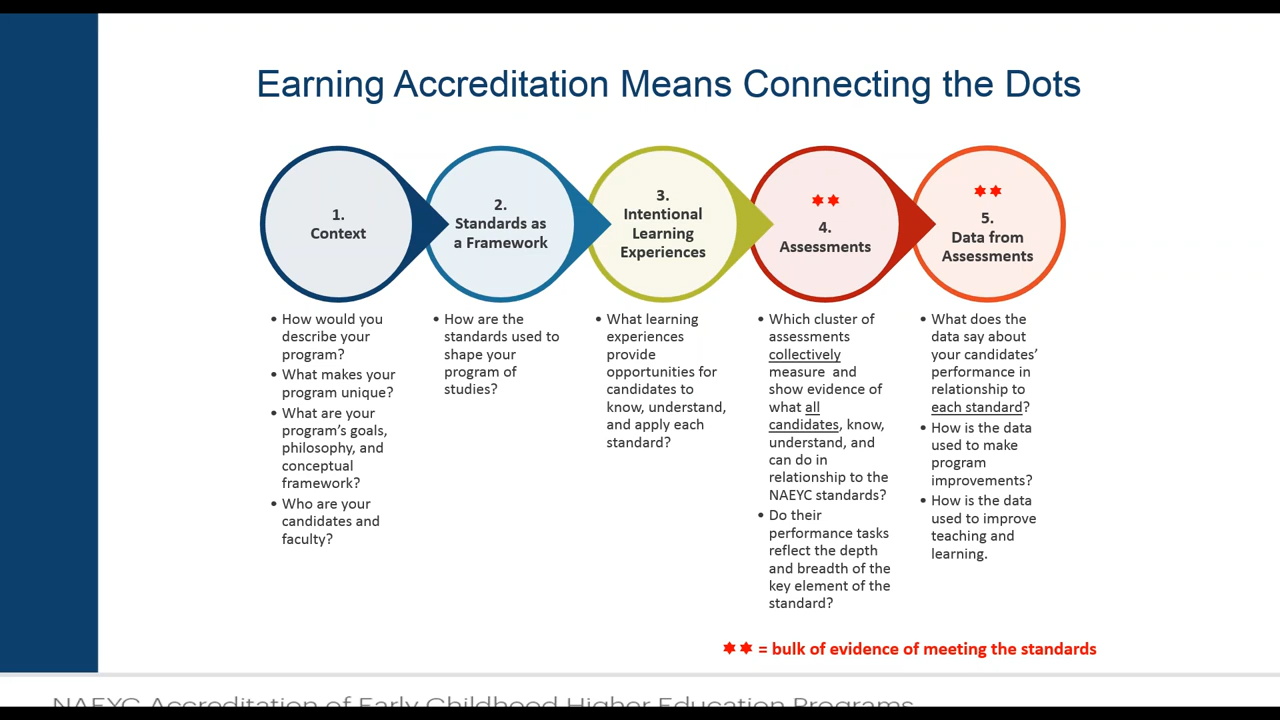 Earning Accreditation Means Connecting the Dots
1.
Context
2.
Standards as
a Framework
3.
Intentional
Learning
Experiences
✶✶
4.
Assessments
✶✶
5.
Data from
Assessments
• How would you
describe your
program?
• What makes your
program unique?
• What are your
program's goals,
philosophy, and
conceptual
framework?
• Who are your
candidates and
faculty?
• How are the
standards used to
shape your
program of
studies?
• What learning
experiences
provide
opportunities for
candidates to
know, understand,
and apply each
standard?
• Which cluster of
assessments
collectively
measure and
show evidence of
what all
candidates, know,
understand, and
can do in
relationship to the
NAEYC standards?
• Do their
performance tasks
reflect the depth
and breadth of the
key element of the
standard?
• What does the
data say about
your candidates'
performance in
relationship to
each standard?
• How is the data
used to make
program
improvements?
• How is the data
used to improve
teaching and
learning.
✶✶ = bulk of evidence of meeting the standards
NAEYC Accreditation of Early Childhood Higher Education Programs